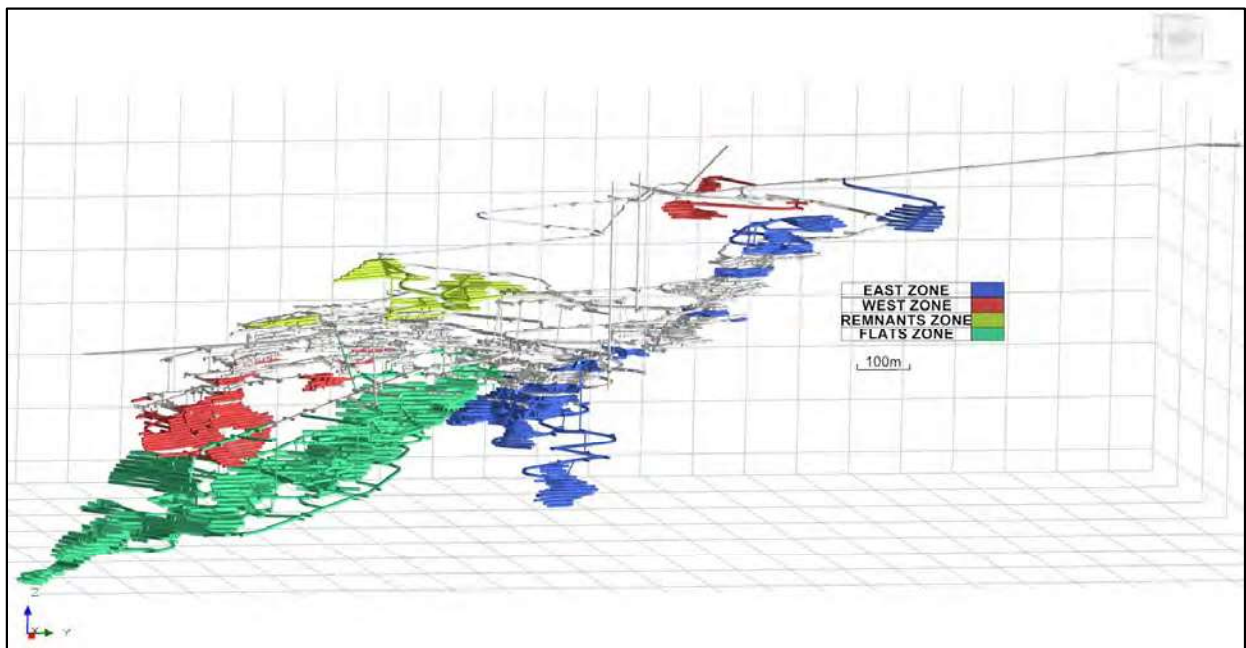 EAST ZONE
WEST ZONE
REMNANTS ZONE
FLATS ZONE
100m
Z
X Y